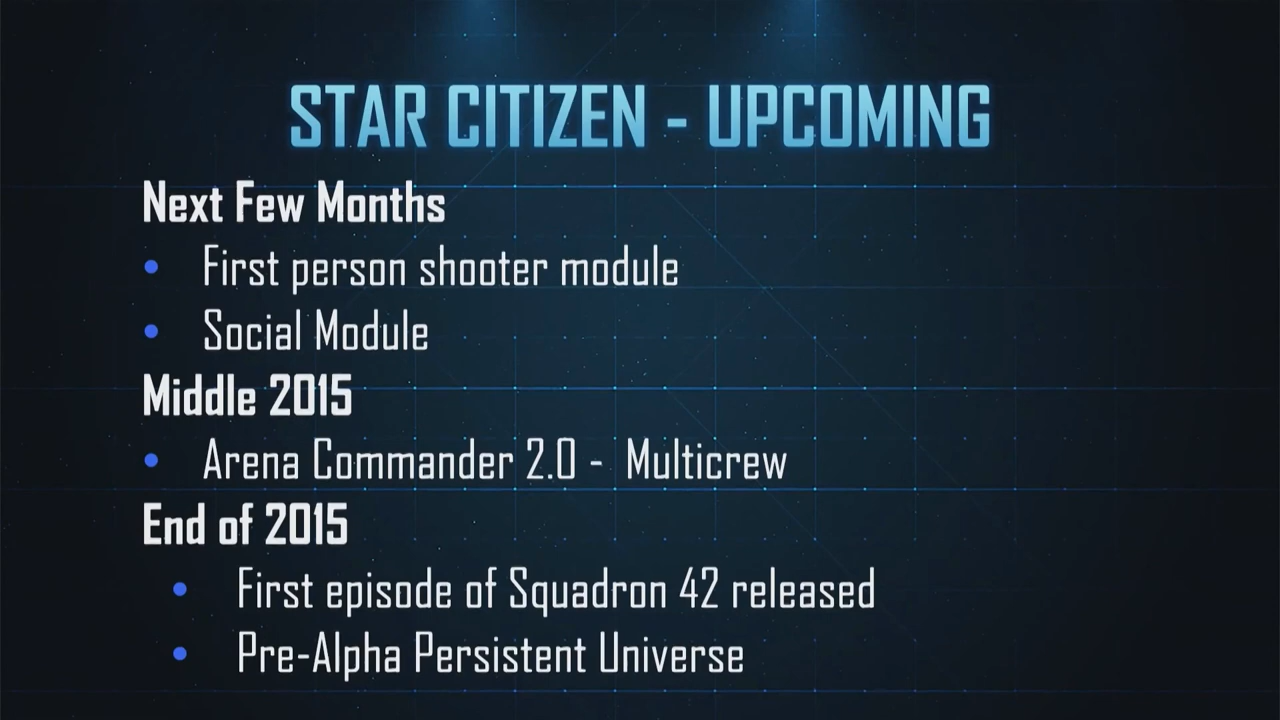 STAR CITIZEN - UPCOMING
Next Few Months
• First person shooter module
• Social Module
Middle 2015
• Arena Commander 2.0 - Multicrew
End of 2015
• First episode of Squadron 42 released
• Pre-Alpha Persistent Universe